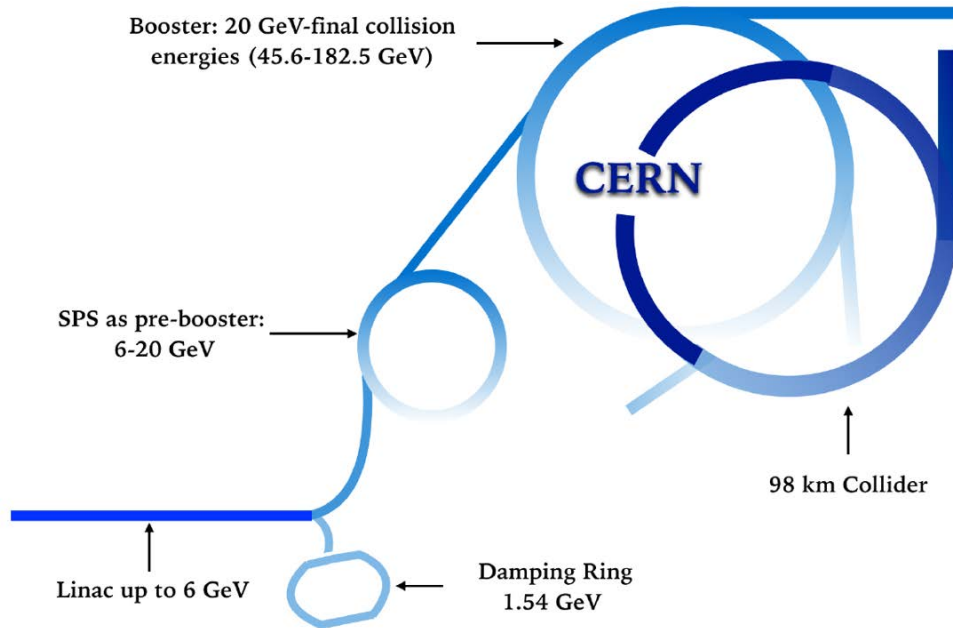 Booster: 20 GeV-final collision
energies (45.6-182.5 GeV)
CERN
SPS as pre-booster:
6-20 GeV
98 km Collider
Linac up to 6 GeV
Damping Ring
1.54 GeV